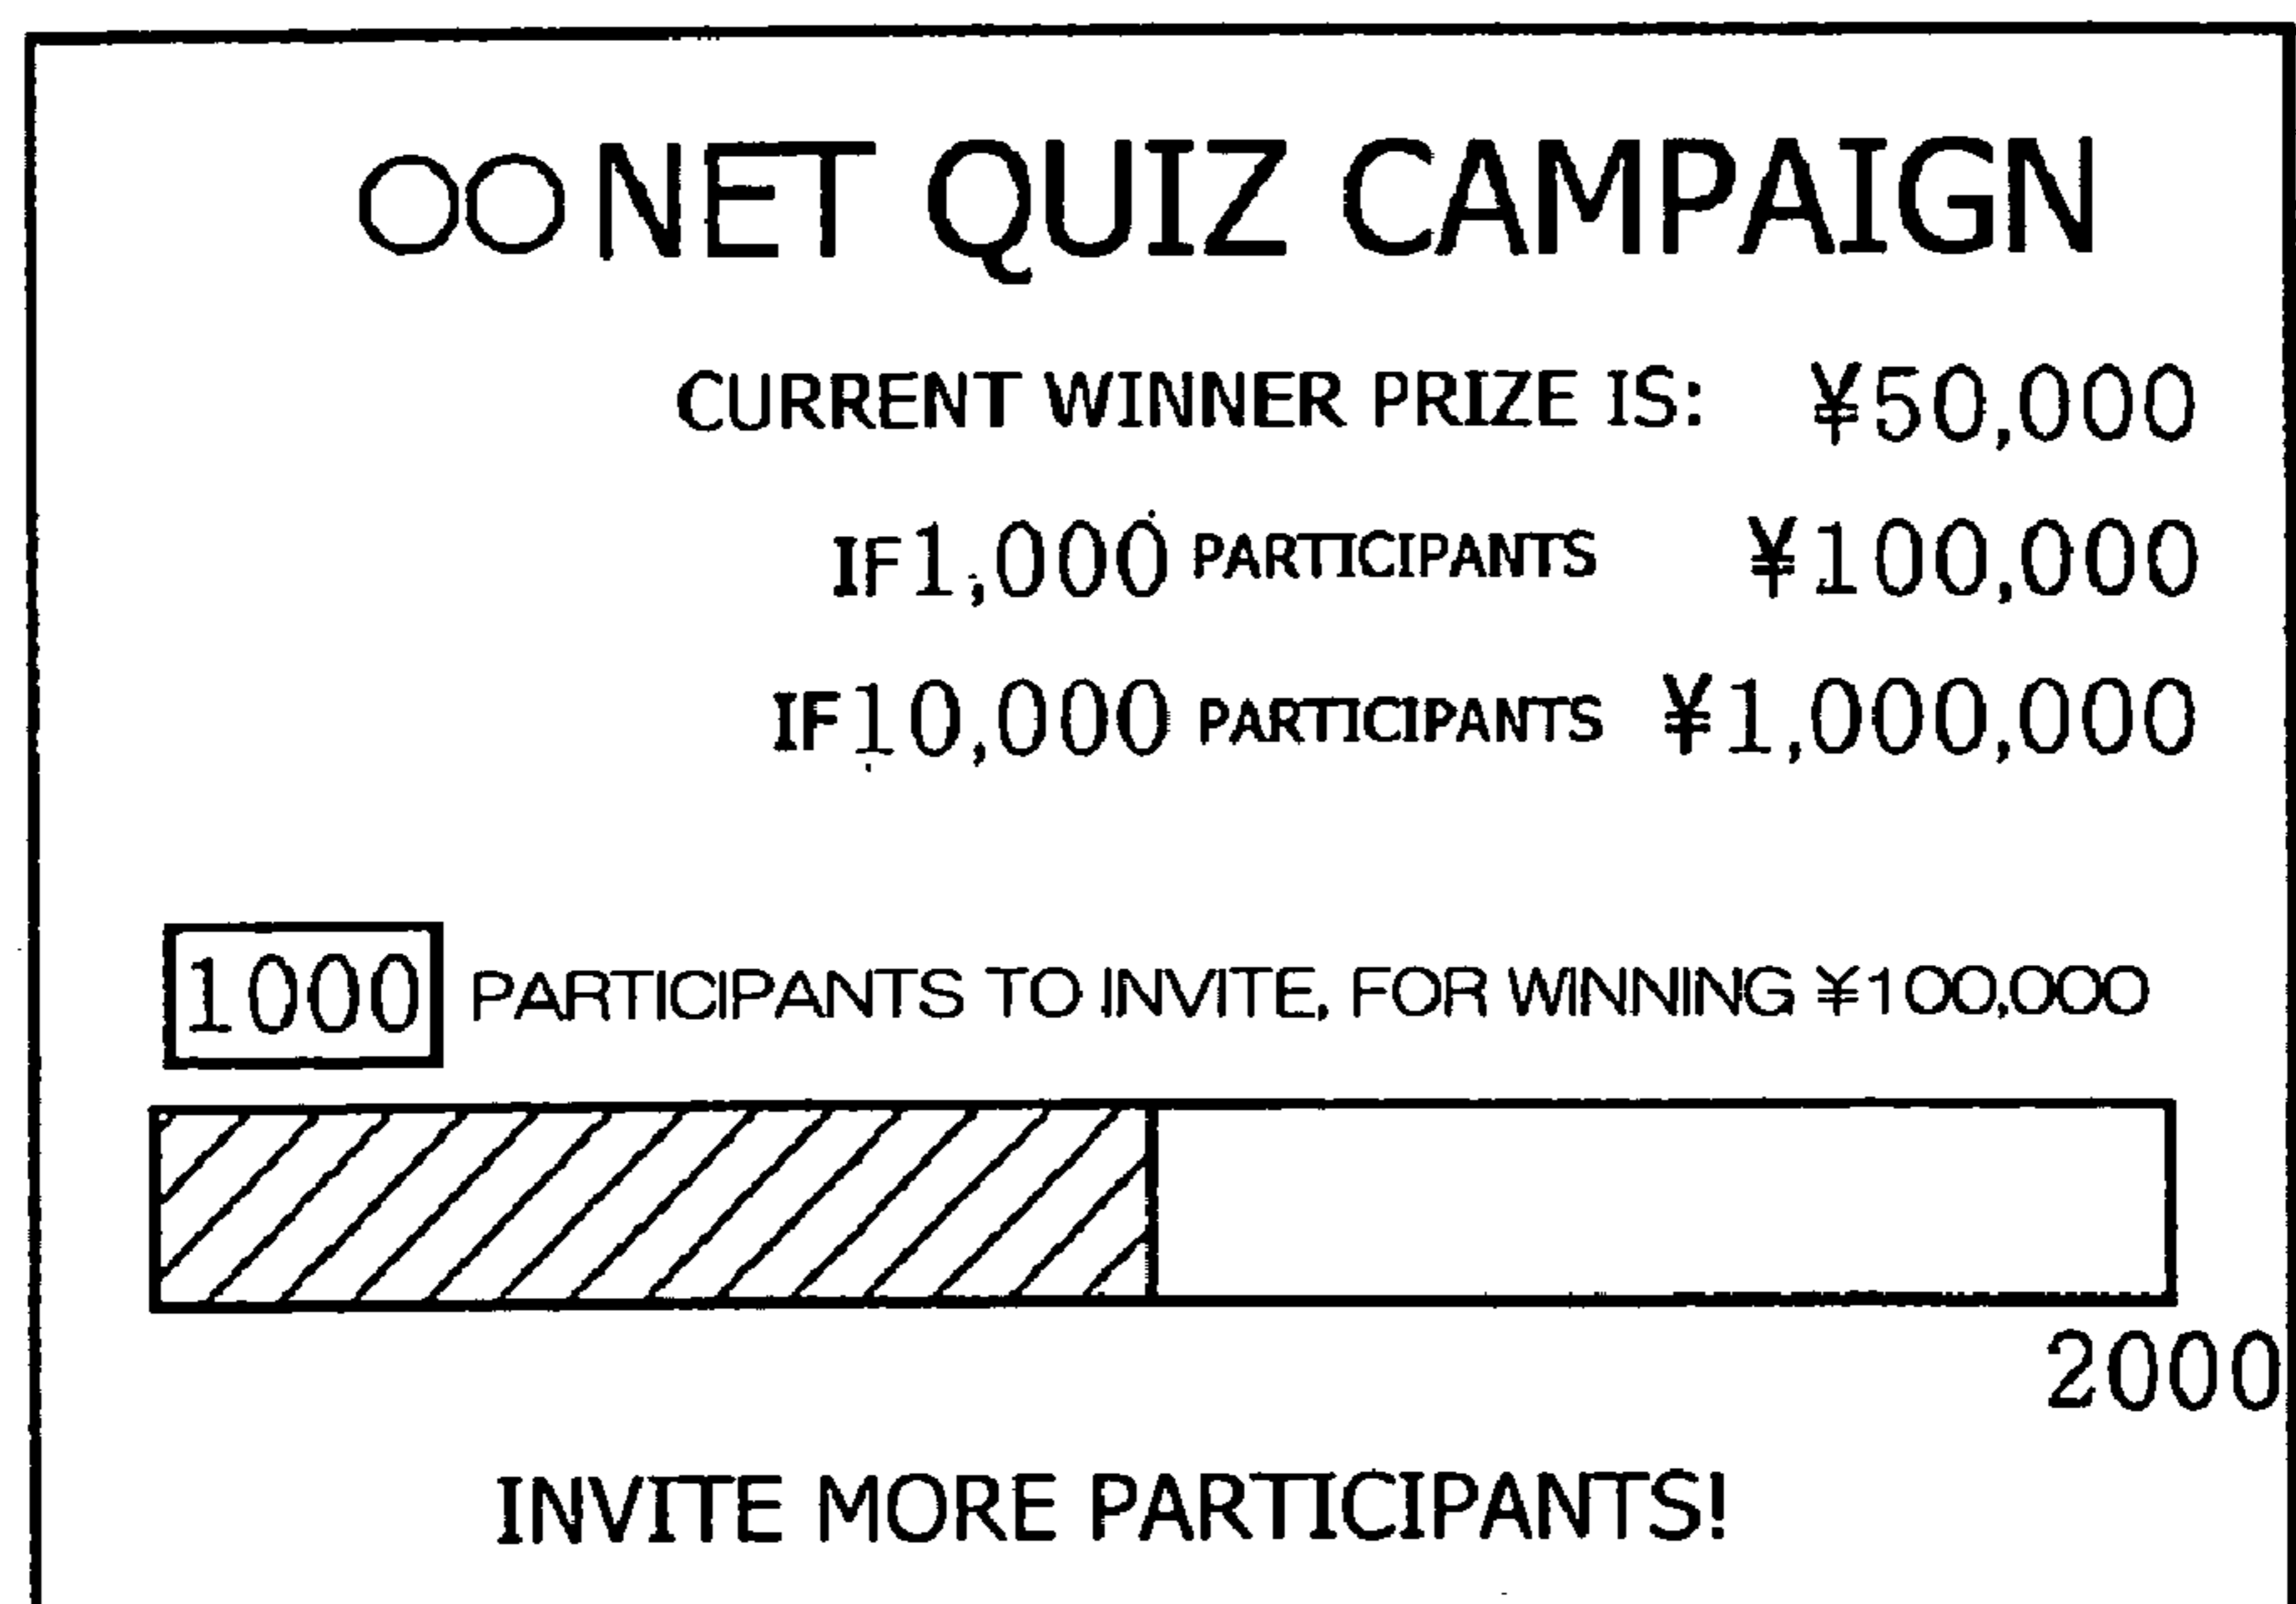 ○○NET QUIZ CAMPAIGN
CURRENT WINNER PRIZE IS: ¥50,000
IF1,000 PARTICIPANTS ¥100,000
IF10,000 PARTICIPANTS ¥1,000,000
1000 PARTICIPANTS TO INVITE, FOR WINNING ¥100,000
2000
INVITE MORE PARTICIPANTS!